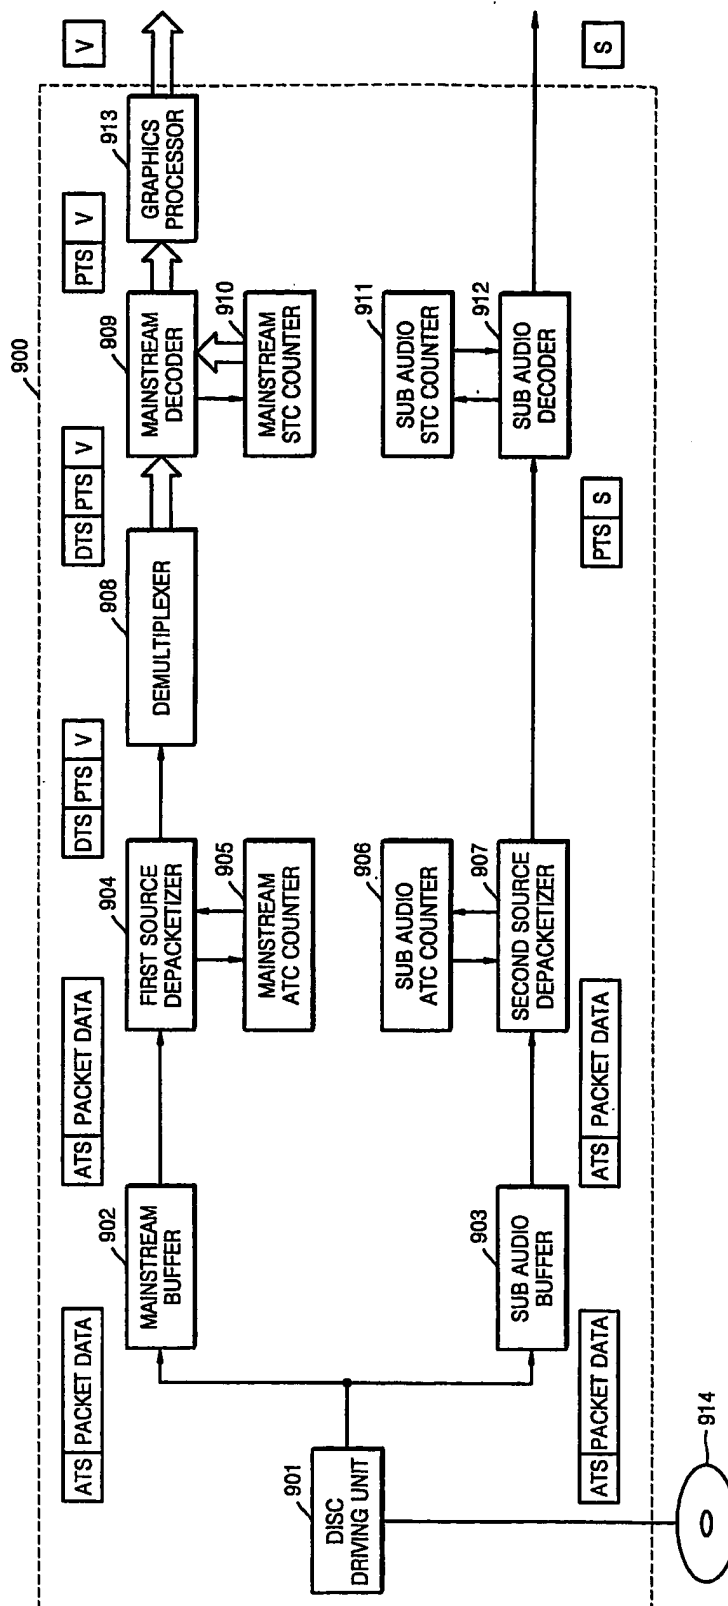 900
ATS PACKET DATA
ATS PACKET DATA
DTS PTS V
DTS PTS V
PTS V
V
902
MAINSTREAM
BUFFER
904
FIRST SOURCE
DEPACKETIZER
908
DEMULTIPLEXER
909
MAINSTREAM
DECODER
913
GRAPHICS
PROCESSOR
905
MAINSTREAM
ATC COUNTER
910
MAINSTREAM
STC COUNTER
901
DISC
DRIVING UNIT
906
SUB AUDIO
ATC COUNTER
911
SUB AUDIO
STC COUNTER
903
SUB AUDIO
BUFFER
907
SECOND SOURCE
DEPACKETIZER
912
SUB AUDIO
DECODER
ATS PACKET DATA
ATS PACKET DATA
PTS S
S
914